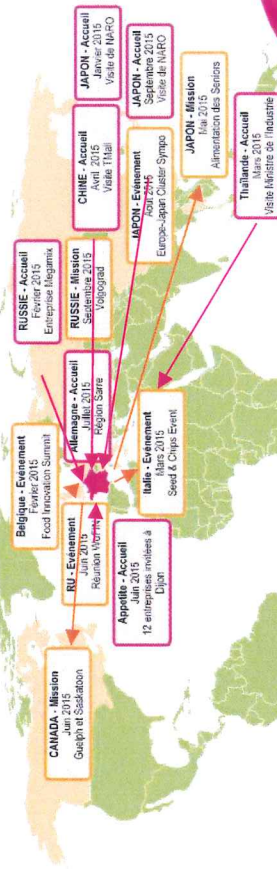 CANADA - Mission
Juin 2015
Guelph et Saskatoon
Belgique - Evénement
Février 2015
Food Innovation Summit
RU - Evénement
Juin 2015
Réunion
Appetite - Accueil
Juin 2015
12 entreprises invitées à
Dijon
RUSSIE - Accueil
Février 2015
Entreprise Megamix
RUSSIE - Mission
Septembre 2015
Volgograd
Allemagne - Accueil
Juillet 2015
Région Sarre
Italie - Evénement
Mars 2015
Seed & Chips Event
CHINE - Accueil
Avril 2015
Visite TMall
JAPON - Accueil
Janvier 2015
Visite de NARO
JAPON - Accueil
Septembre 2015
Visite de NARO
JAPON - Evénement
Août 2015
Europe-Japan Cluster Sympo
JAPON - Mission
Mai 2015
Alimentation des Seniors
Thaïlande - Accueil
Mars 2015
Visite Ministre de l'Industrie